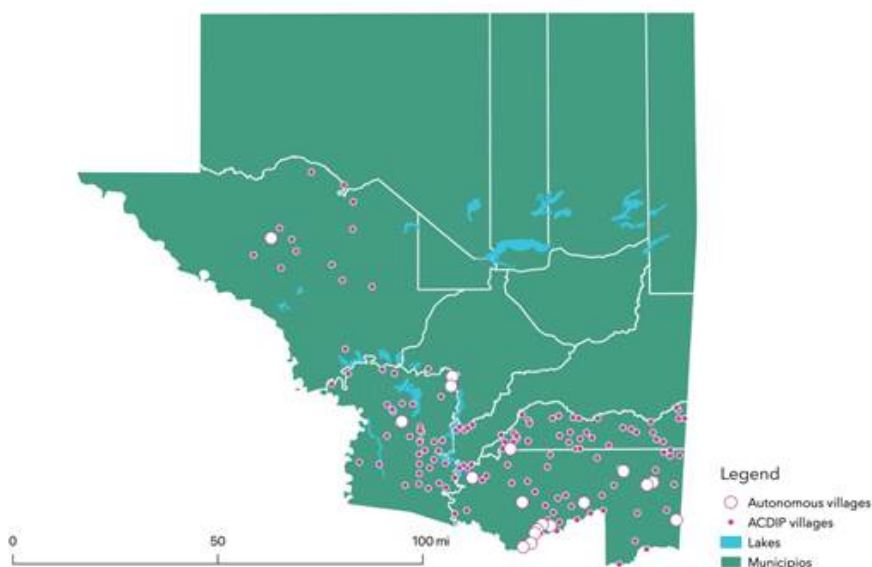 Legend
Autonomous villages
ACDIP villages
Lakes
Municipios
0 50 100 mi